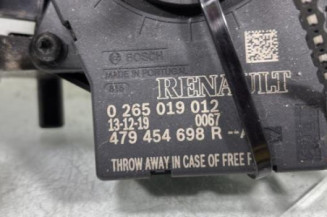 BOSCH
MADE IN PORTUGAL
RENAULT
0 265 019 012
13-12-19 0067
479 454 698 R --A
THROW AWAY IN CASE OF FREE F